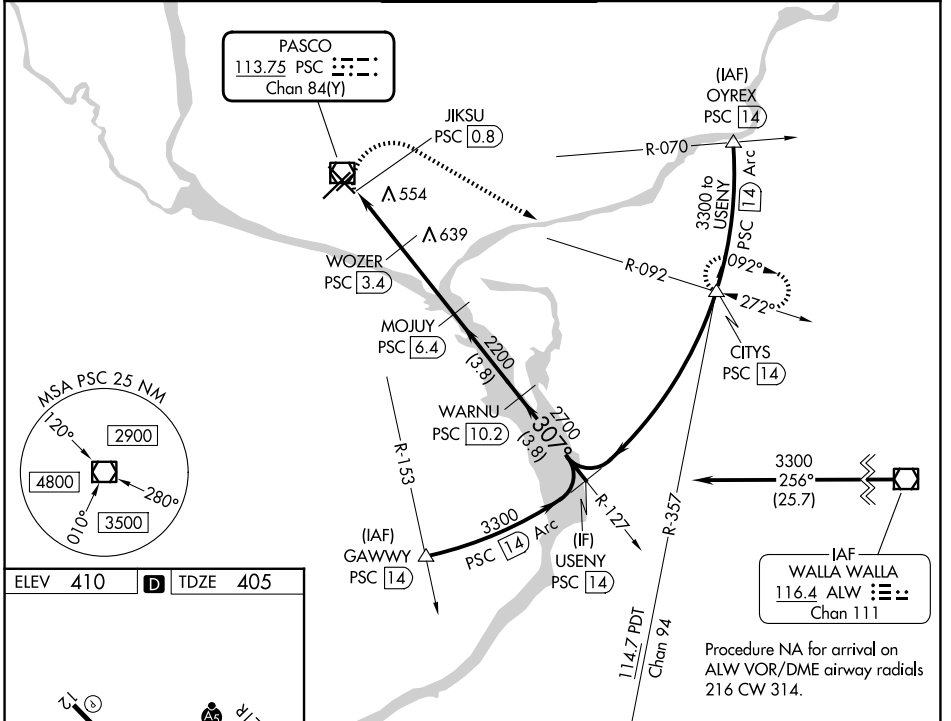 PASCO
113.75 PSC
Chan 84(Y)
JIKSU
PSC 0.8
(IAF)
OYREX
PSC 14
R-070
554
639
3300 to
USENY
PSC 14 Arc
WOZER
PSC 3.4
R-092
092°
272°
MOJUY
PSC 6.4
2200
(3.8)
CITYS
PSC 14
MSA PSC 25 NM
120°
2900
4800
280°
010°
3500
WARNU
PSC 10.2
2700
307°
(3.8)
R-153
R-357
3300
256°
(25.7)
R-127
(IAF)
GAWWY
PSC 14
3300
PSC 14 Arc
(IF)
USENY
PSC 14
IAF
WALLA WALLA
116.4 ALW
Chan 111
114.7 PDT
Chan 94
Procedure NA for arrival on
ALW VOR/DME airway radials
216 CW 314.
ELEV 410 D TDZE 405
12
P
A5